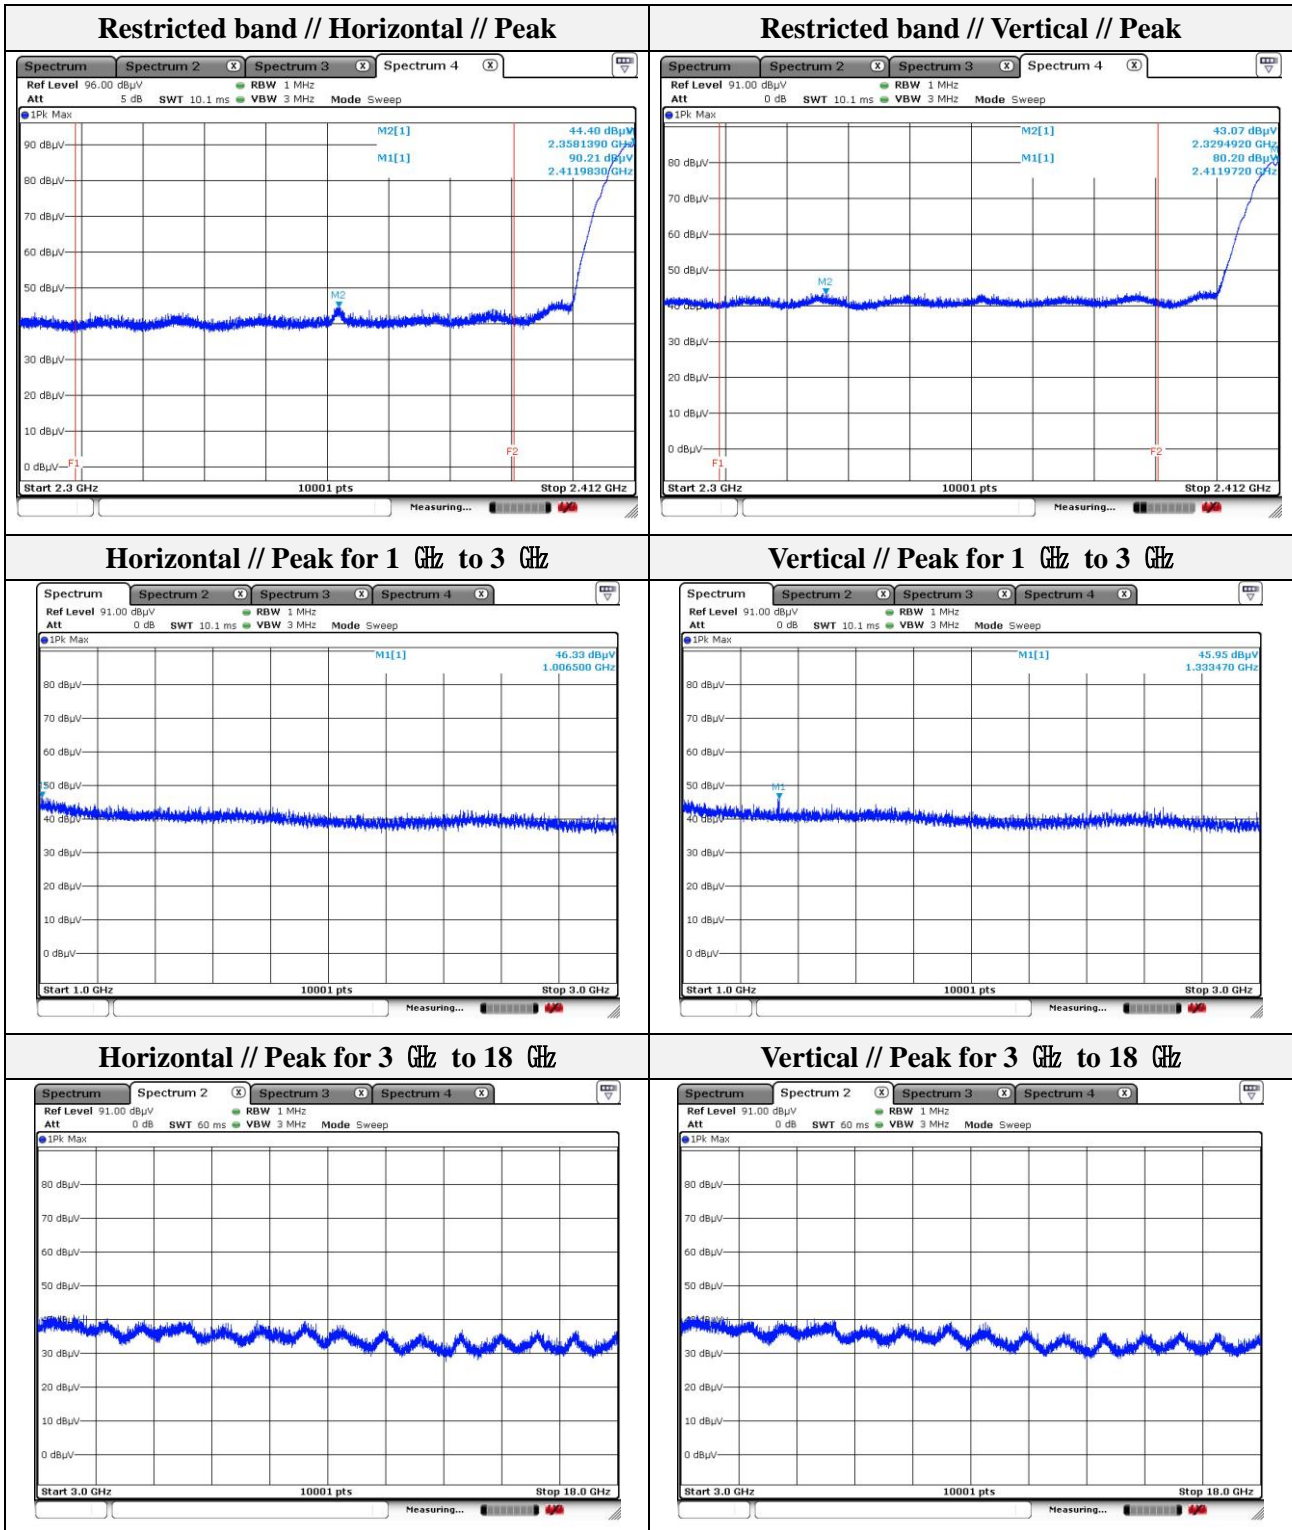 Restricted band // Horizontal // Peak
Spectrum Spectrum 2 X Spectrum 3 X Spectrum 4 X
Ref Level 96.00 dBµV RBW 1 MHz
Att 5 dB SWT 10.1 ms VBW 3 MHz Mode Sweep
1Pk Max
M2[1] 44.40 dBµV
2.3581390 GHz
M1[1] 90.21 dBµV
2.4119830 GHz
90 dBµV
80 dBµV
70 dBµV
60 dBµV
50 dBµV
M2
30 dBµV
20 dBµV
10 dBµV
F2
0 dBµV F1
Start 2.3 GHz 10001 pts Stop 2.412 GHz
Measuring...
Restricted band // Vertical // Peak
Spectrum Spectrum 2 X Spectrum 3 X Spectrum 4 X
Ref Level 91.00 dBµV RBW 1 MHz
Att 0 dB SWT 10.1 ms VBW 3 MHz Mode Sweep
1Pk Max
M2[1] 43.07 dBµV
2.3294920 GHz
M1[1] 80.20 dBµV
2.4119720 GHz
80 dBµV
70 dBµV
60 dBµV
50 dBµV
M2
40 dBµV
30 dBµV
20 dBµV
10 dBµV
0 dBµV F2
F1
Start 2.3 GHz 10001 pts Stop 2.412 GHz
Measuring...
Horizontal // Peak for 1 ㎓ to 3 ㎓
Spectrum Spectrum 2 X Spectrum 3 X Spectrum 4 X
Ref Level 91.00 dBµV RBW 1 MHz
Att 0 dB SWT 10.1 ms VBW 3 MHz Mode Sweep
1Pk Max
M1[1] 46.33 dBµV
1.006500 GHz
80 dBµV
70 dBµV
60 dBµV
50 dBµV
40 dBµV
30 dBµV
20 dBµV
10 dBµV
0 dBµV
Start 1.0 GHz 10001 pts Stop 3.0 GHz
Measuring...
Vertical // Peak for 1 ㎓ to 3 ㎓
Spectrum Spectrum 2 X Spectrum 3 X Spectrum 4 X
Ref Level 91.00 dBµV RBW 1 MHz
Att 0 dB SWT 10.1 ms VBW 3 MHz Mode Sweep
1Pk Max
M1[1] 45.95 dBµV
1.333470 GHz
80 dBµV
70 dBµV
60 dBµV
50 dBµV
M1
40 dBµV
30 dBµV
20 dBµV
10 dBµV
0 dBµV
Start 1.0 GHz 10001 pts Stop 3.0 GHz
Measuring...
Horizontal // Peak for 3 ㎓ to 18 ㎓
Spectrum Spectrum 2 X Spectrum 3 X Spectrum 4 X
Ref Level 91.00 dBµV RBW 1 MHz
Att 0 dB SWT 60 ms VBW 3 MHz Mode Sweep
1Pk Max
80 dBµV
70 dBµV
60 dBµV
50 dBµV
30 dBµV
20 dBµV
10 dBµV
0 dBµV
Start 3.0 GHz 10001 pts Stop 18.0 GHz
Measuring...
Vertical // Peak for 3 ㎓ to 18 ㎓
Spectrum Spectrum 2 X Spectrum 3 X Spectrum 4 X
Ref Level 91.00 dBµV RBW 1 MHz
Att 0 dB SWT 60 ms VBW 3 MHz Mode Sweep
1Pk Max
80 dBµV
70 dBµV
60 dBµV
50 dBµV
30 dBµV
20 dBµV
10 dBµV
0 dBµV
Start 3.0 GHz 10001 pts Stop 18.0 GHz
Measuring...